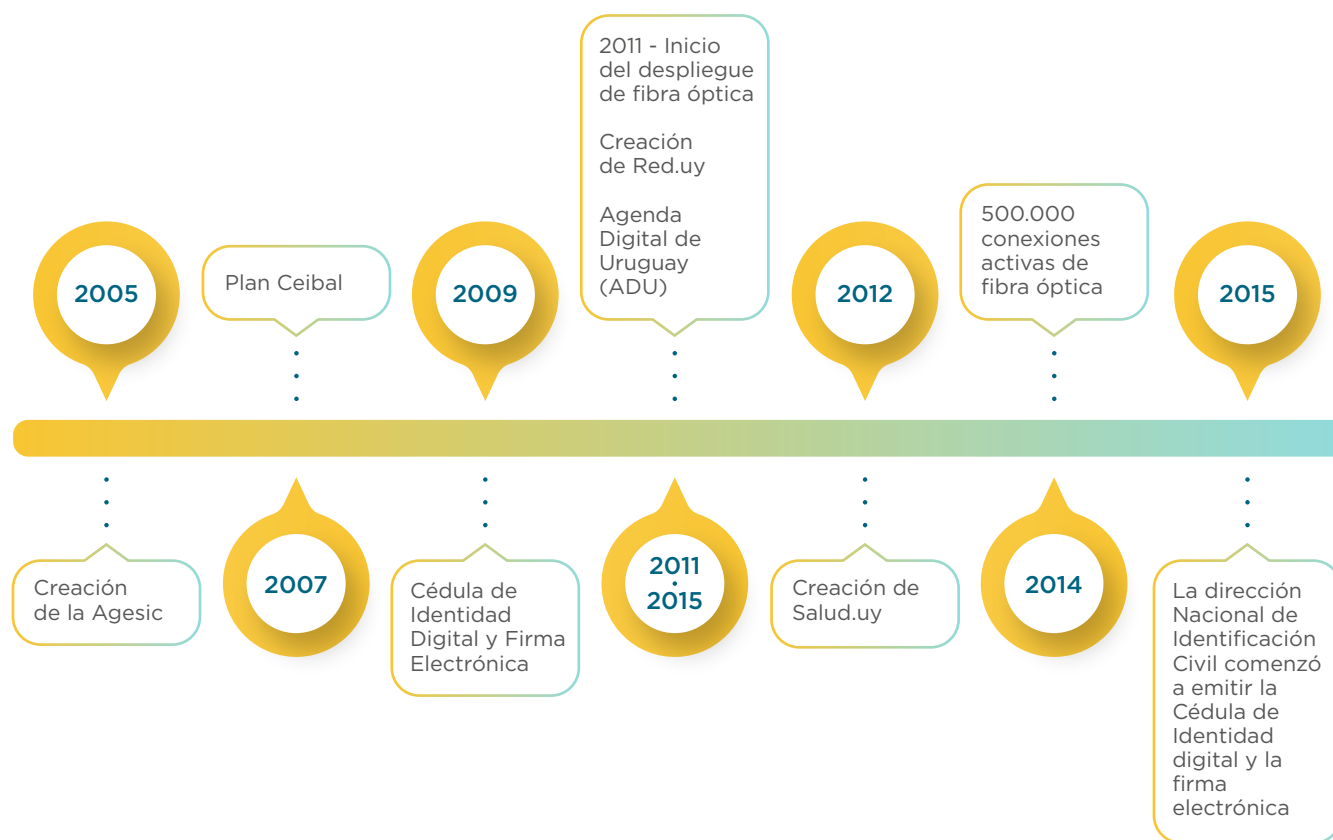 2005
Creación
de la Agesic
Plan Ceibal
2007
2009
Cédula de
Identidad
Digital y Firma
Electrónica
2011 - Inicio
del despliegue
de fibra óptica
Creación
de Red.uy
Agenda
Digital de
Uruguay
(ADU)
2011
·
2015
2012
Creación de
Salud.uy
500.000
conexiones
activas de
fibra óptica
2014
2015
La dirección
Nacional de
Identificación
Civil comenzó
a emitir la
Cédula de
Identidad
digital y la
firma
electrónica